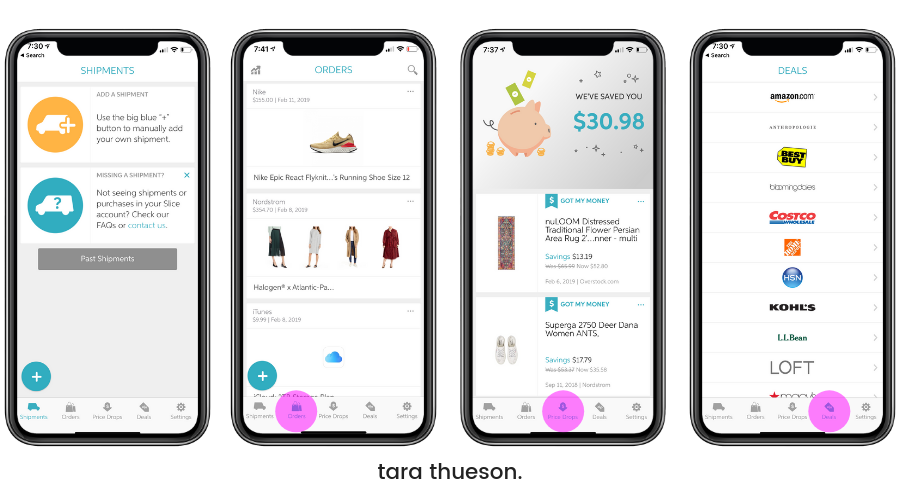 7:30
Search
SHIPMENTS
ADD A SHIPMENT
Use the big blue "+"
button to manually add
your own shipment.
MISSING A SHIPMENT?
Not seeing shipments or
purchases in your Slice
account? Check our
FAQs or contact us.
Past Shipments
Shipments Orders Price Drops Deals Settings
7:41
ORDERS
Nike
$155.00 | Feb 11, 2019
Nike Epic React Flyknit...'s Running Shoe Size 12
Nordstrom
$354.70 | Feb 8, 2019
Halogen® x Atlantic-Pa...
iTunes
$9.99 | Feb 8, 2019
Shipments Orders Price Drops Deals Settings
7:37
WE'VE SAVED YOU
$30.98
$ GOT MY MONEY
nuLOOM Distressed
Traditional Flower Persian
Area Rug 2'...nner - multi
Savings $13.19
Was $65.99 Now $52.80
Feb 6, 2019 | Overstock.com
$ GOT MY MONEY
Superga 2750 Deer Dana
Women ANTS,
Savings $17.79
Was $53.37 Now $35.58
Sep 11, 2018 | Nordstrom
Shipments Orders Price Drops Deals Settings
7:30
Search
DEALS
amazon.com
ANTHROPOLOGIE
BEST BUY
bloomingdales
COSTCO
WHOLESALE
HSN
KOHL'S
L.L.Bean
LOFT
macy's
Shipments Orders Price Drops Deals Settings
tara thueson.